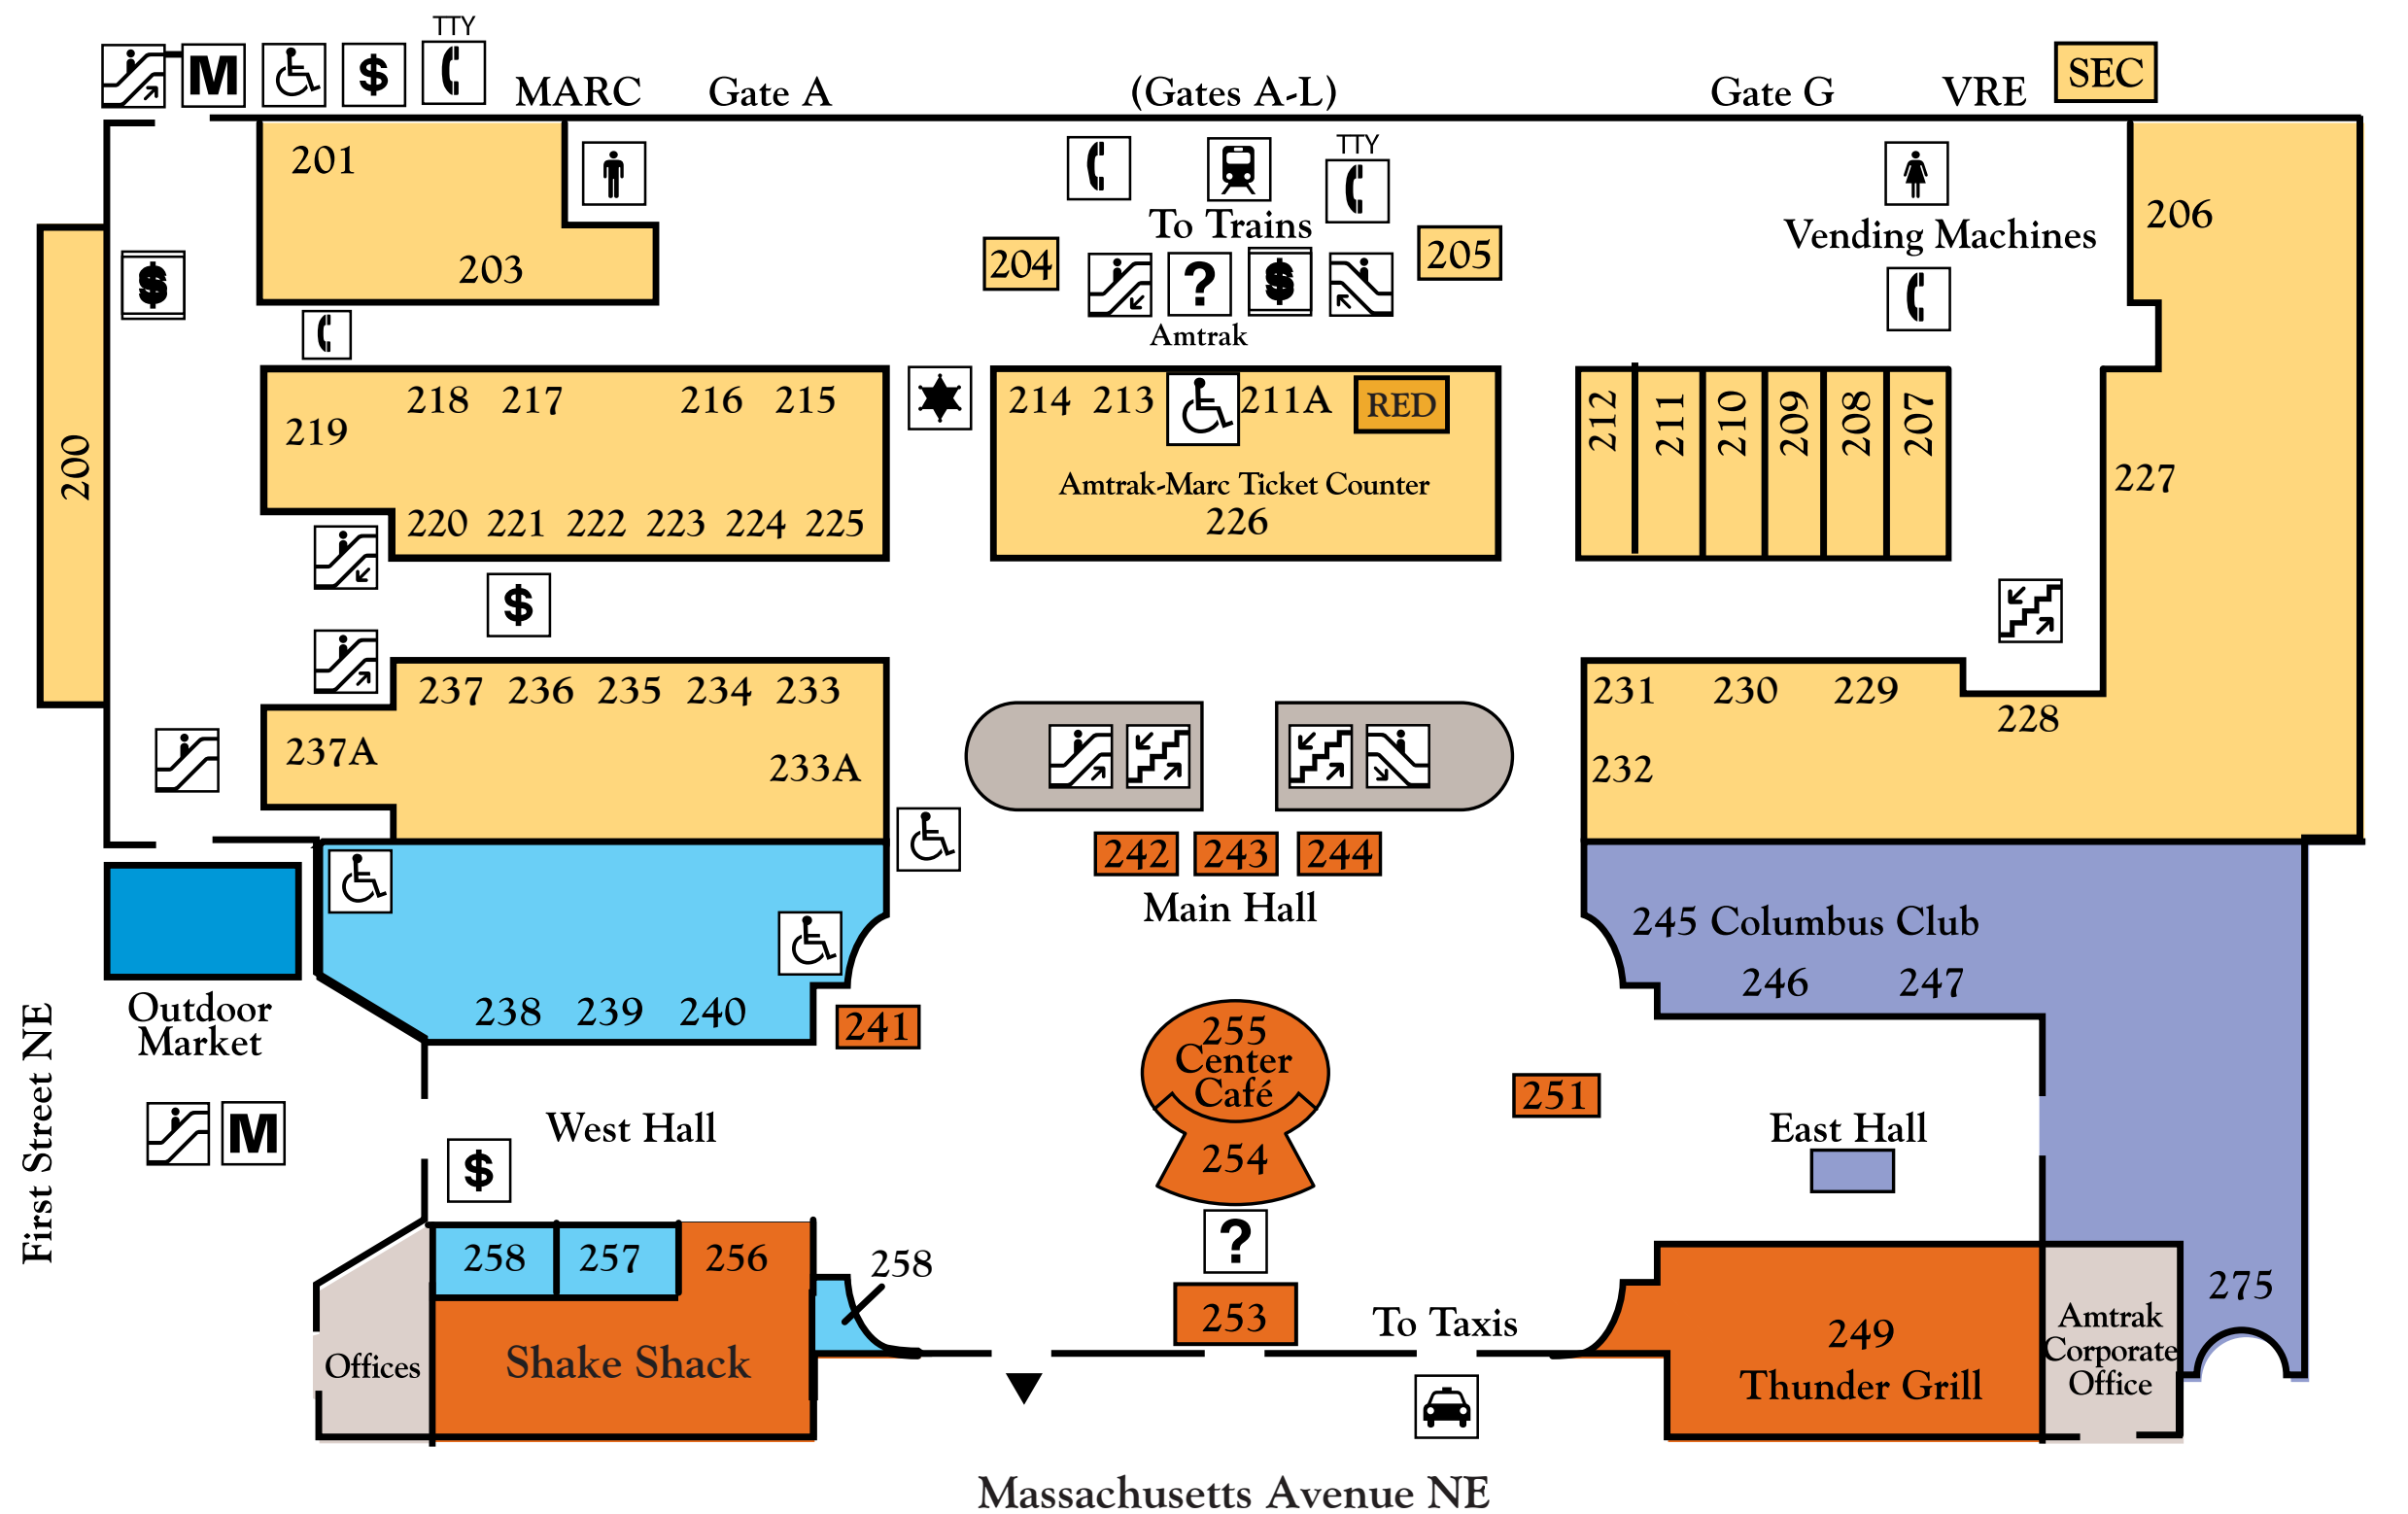 TTY
M
$
MARC
Gate A
(Gates A-L)
Gate G
VRE
SEC
201
203
TTY
To Trains
204
205
?
$
Amtrak
Vending Machines
206
$
200
218 217 216 215
219
220 221 222 223 224 225
214 213 211A RED
Amtrak-Marc Ticket Counter
226
212 211 210 209 208 207
227
$
237 236 235 234 233
237A
233A
231 230 229
228
232
242 243 244
Main Hall
245 Columbus Club
246 247
238 239 240
241
Outdoor
Market
First Street NE
M
West Hall
$
255
Center
Café
254
251
East Hall
?
258 257 256
258
253
To Taxis
Shake Shack
Offices
249
Thunder Grill
Amtrak
Corporate
Office
275
Massachusetts Avenue NE